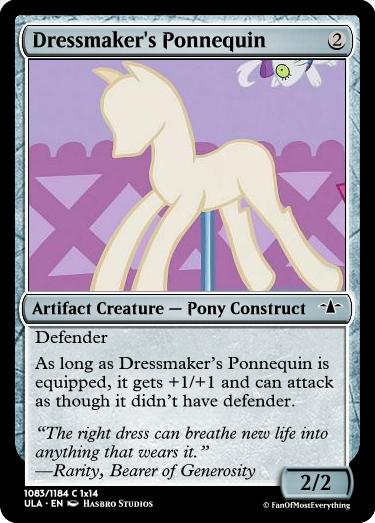 Dressmaker's Ponnequin 2
Artifact Creature — Pony Construct
Defender
As long as Dressmaker's Ponnequin is
equipped, it gets +1/+1 and can attack
as though it didn't have defender.
"The right dress can breathe new life into
anything that wears it."
—Rarity, Bearer of Generosity
2/2
1083/1184 C 1x14
ULA • EN Hasbro Studios
© FanOfMostEverything